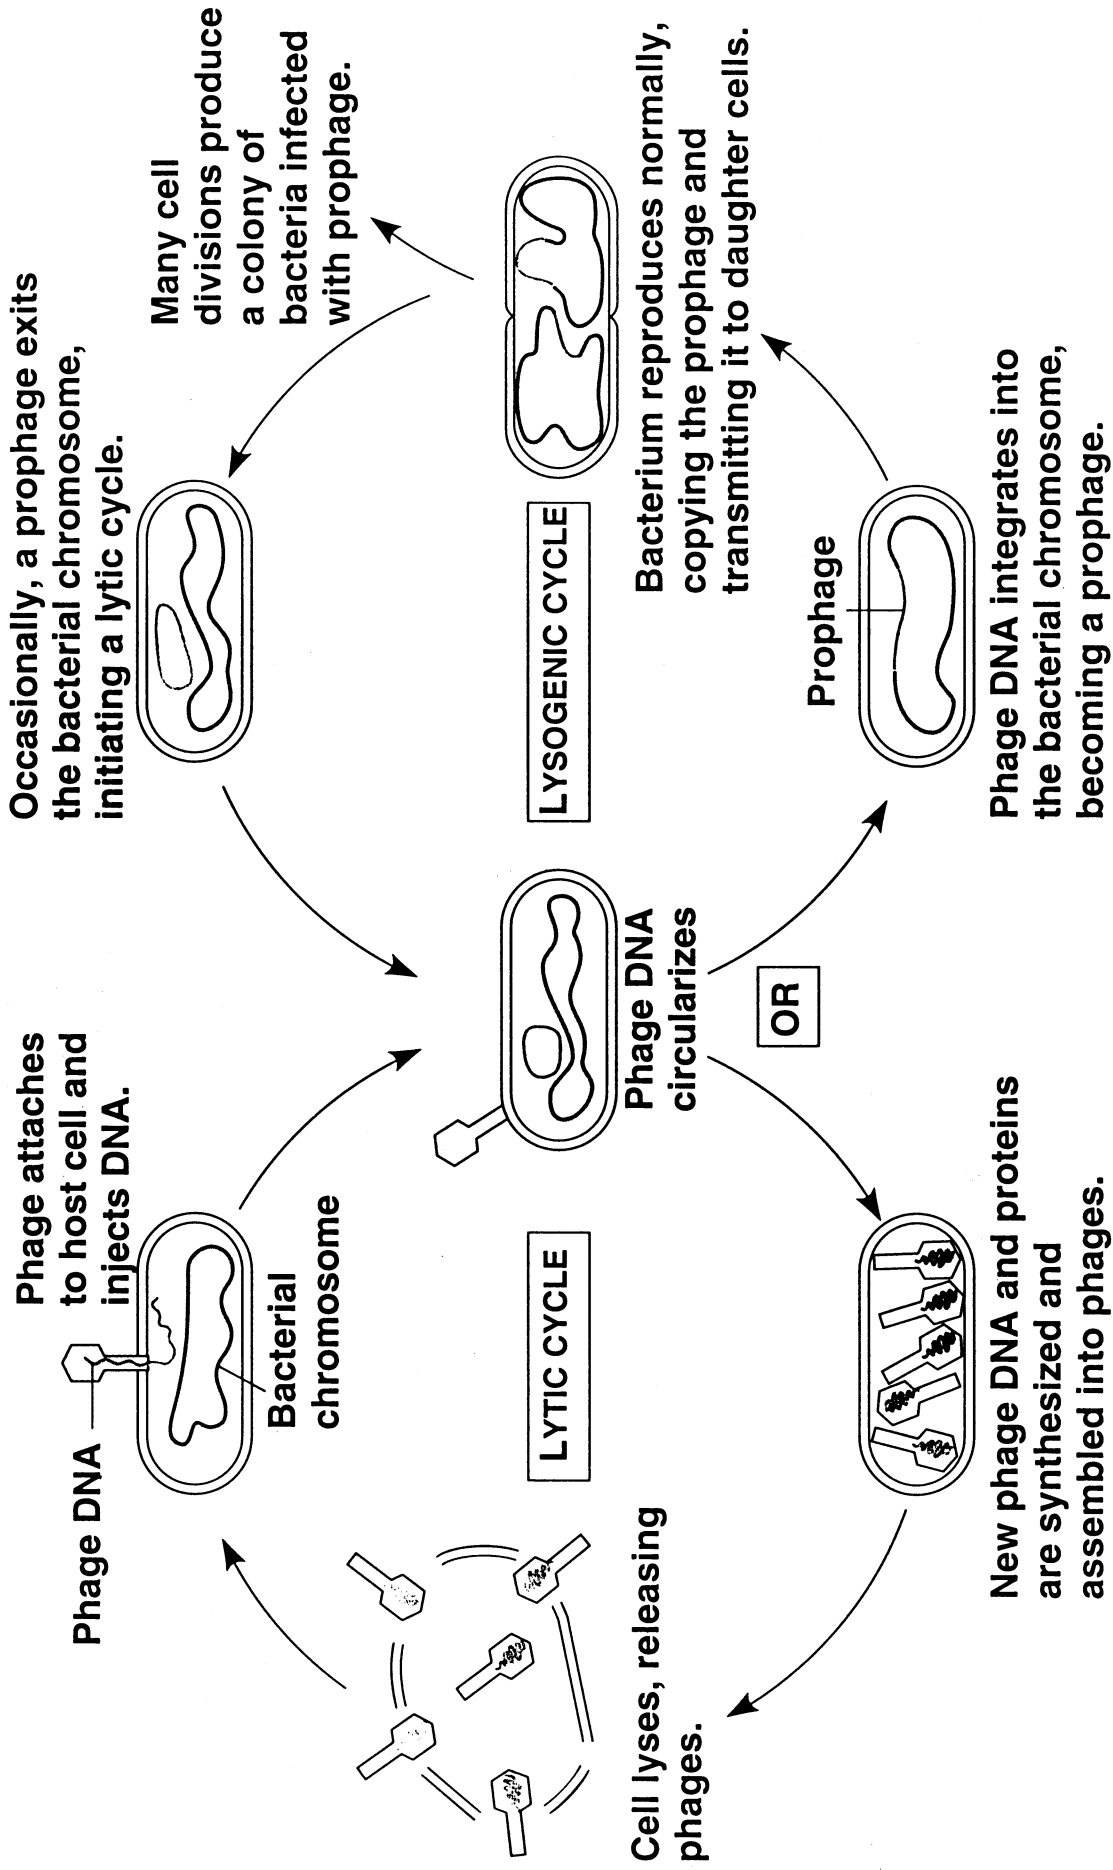 Phage DNA
Phage attaches
to host cell and
injects DNA.
Bacterial
chromosome
Occasionally, a prophage exits
the bacterial chromosome,
initiating a lytic cycle.
Many cell
divisions produce
a colony of
bacteria infected
with prophage.
Cell lyses, releasing
phages.
LYTIC CYCLE
Phage DNA
circularizes
LYSOGENIC CYCLE
Bacterium reproduces normally,
copying the prophage and
transmitting it to daughter cells.
OR
Prophage
New phage DNA and proteins
are synthesized and
assembled into phages.
Phage DNA integrates into
the bacterial chromosome,
becoming a prophage.